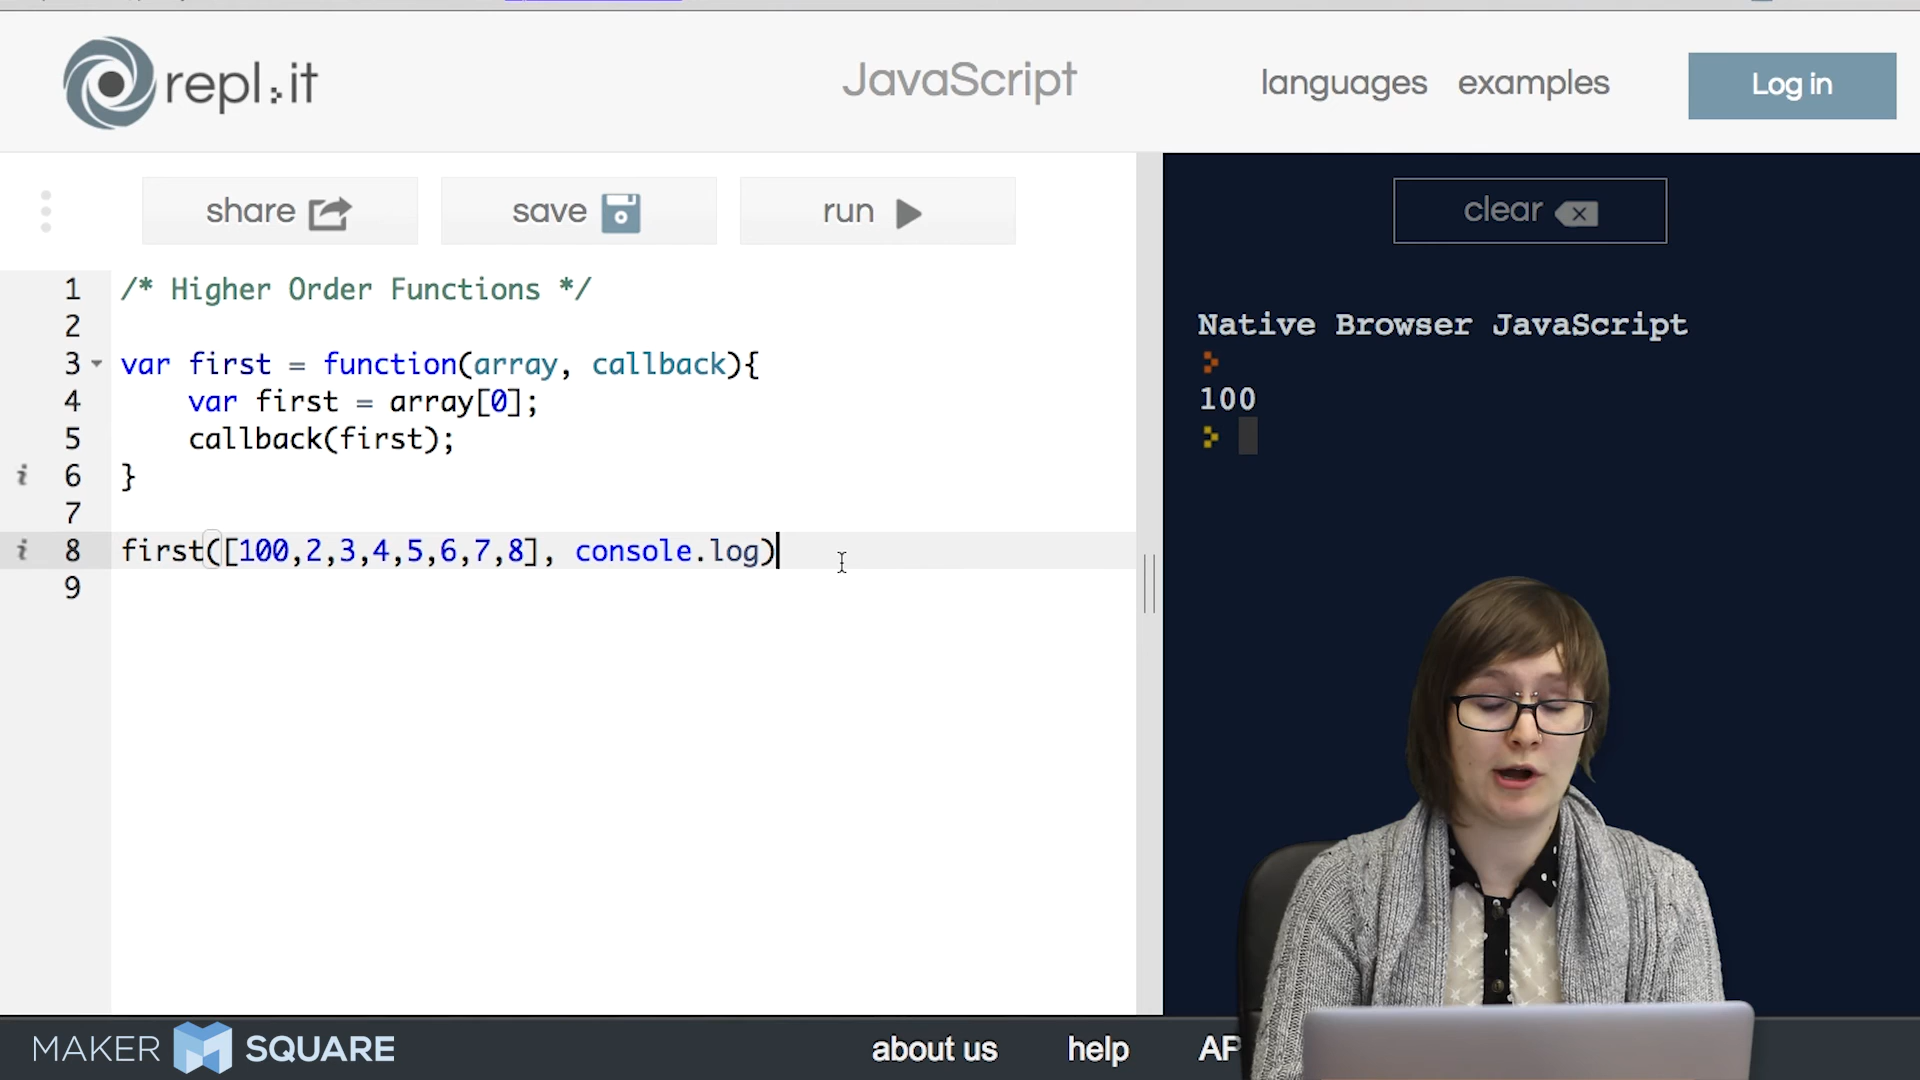 repl.it
JavaScript
languages examples
Log in
share
save
run
clear
1 /* Higher Order Functions */
2
3 var first = function(array, callback){
4 var first = array[0];
5 callback(first);
i 6 }
7
i 8 first([100,2,3,4,5,6,7,8], console.log)
9
Native Browser JavaScript
>
100
>
MAKER SQUARE
about us help AP